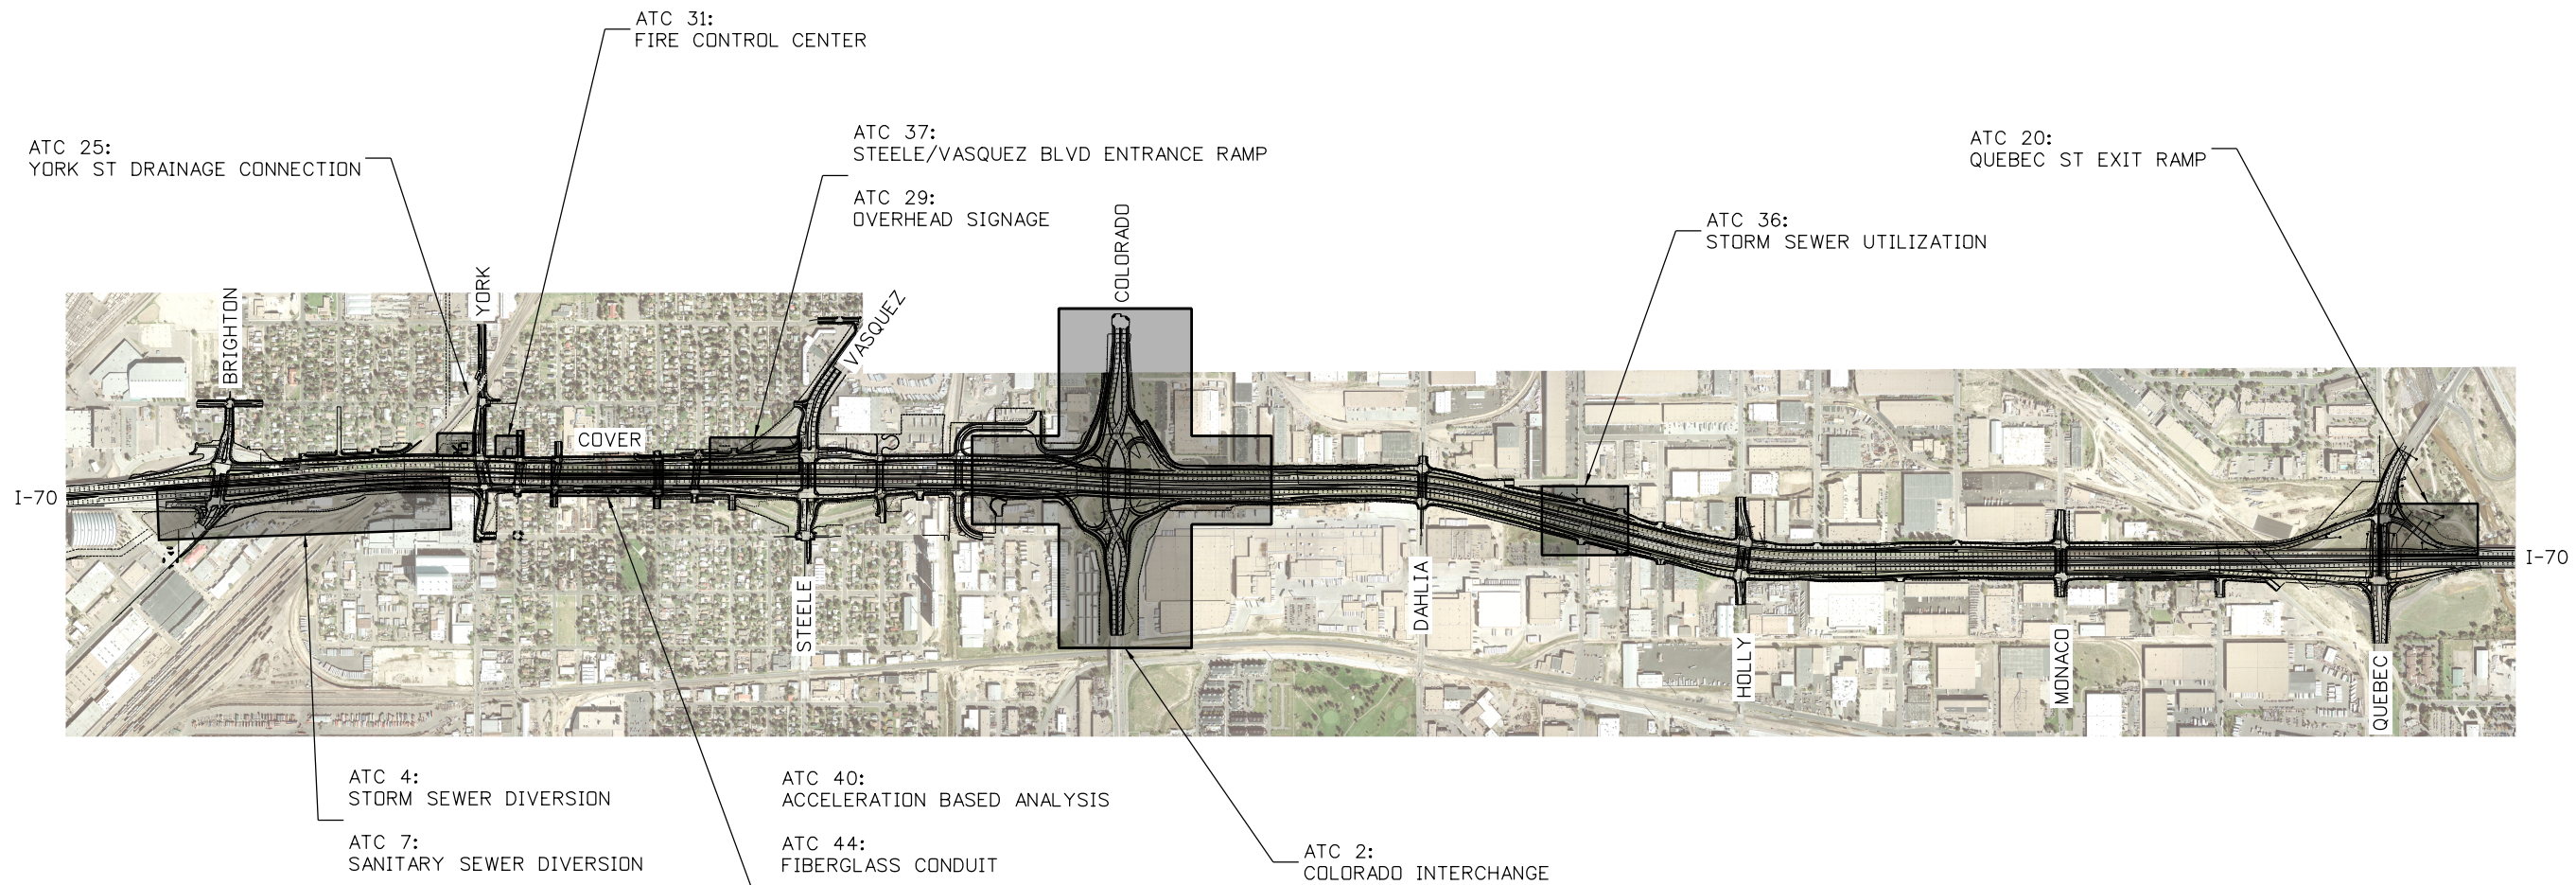 ATC 31:
FIRE CONTROL CENTER
ATC 25:
YORK ST DRAINAGE CONNECTION
ATC 37:
STEELE/VASQUEZ BLVD ENTRANCE RAMP
ATC 29:
OVERHEAD SIGNAGE
ATC 20:
QUEBEC ST EXIT RAMP
ATC 36:
STORM SEWER UTILIZATION
BRIGHTON
YORK
VASQUEZ
COLORADO
COVER
I-70
I-70
STEELE
DAHLIA
HOLLY
MONACO
QUEBEC
ATC 4:
STORM SEWER DIVERSION
ATC 7:
SANITARY SEWER DIVERSION
ATC 40:
ACCELERATION BASED ANALYSIS
ATC 44:
FIBERGLASS CONDUIT
ATC 2:
COLORADO INTERCHANGE